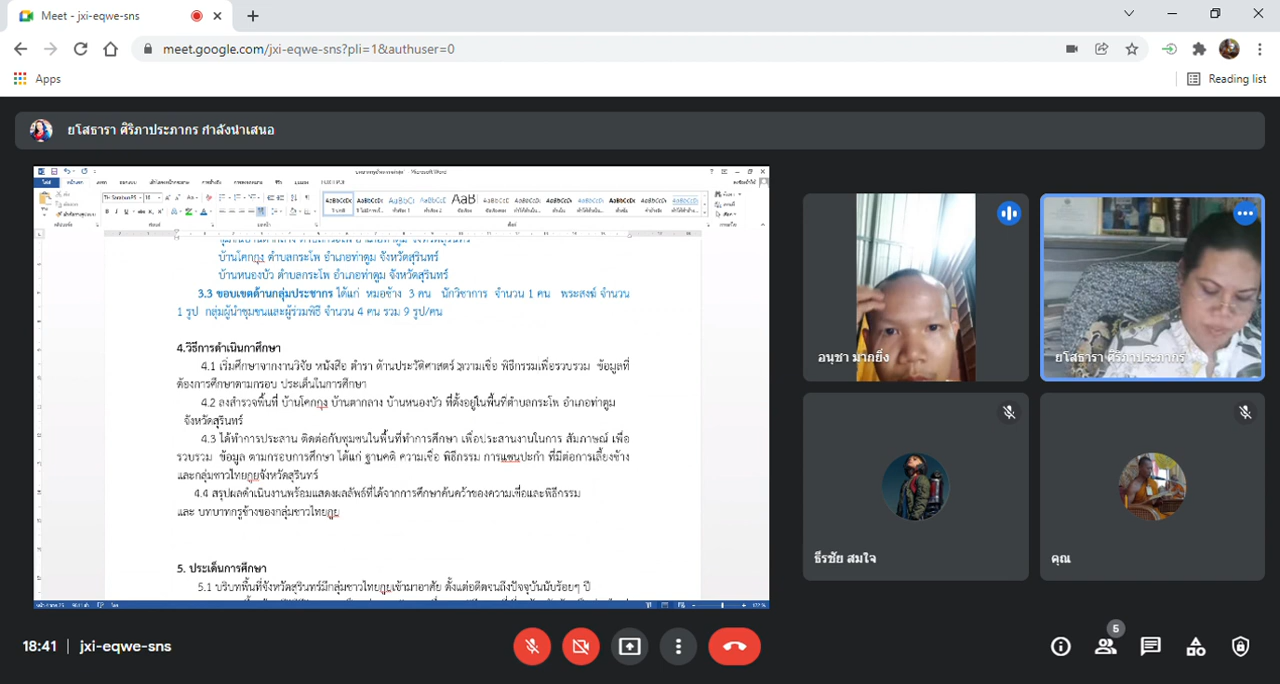 Meet - jxi-eqwe-sns
meet.google.com/jxi-eqwe-sns?pli=1&authuser=0
Apps
Reading list
ยโสธารา ศิริภาประภากร กำลังนำเสนอ
บ้านโคกกุง ตำบลกระโพ อำเภอท่าตูม จังหวัดสุรินทร์
บ้านหนองบัว ตำบลกระโพ อำเภอท่าตูม จังหวัดสุรินทร์
3.3 ขอบเขตด้านกลุ่มประชากร ได้แก่ หมอช้าง 3 คน นักวิชาการ จำนวน 1 คน พระสงฆ์ จำนวน
1 รูป กลุ่มผู้นำชุมชนและผู้ร่วมพิธี จำนวน 4 คน รวม 9 รูป/คน
4.วิธีการดำเนินกาศึกษา
4.1 เริ่มศึกษาจากงานวิจัย หนังสือ ตำรา ด้านประวัติศาสตร์ ความเชื่อ พิธีกรรมเพื่อรวบรวม ข้อมูลที่
ต้องการศึกษาตามกรอบ ประเด็นในการศึกษา
4.2 ลงสำรวจพื้นที่ บ้านโคกกุง บ้านตากลาง บ้านหนองบัว ที่ตั้งอยู่ในพื้นที่ตำบลกระโพ อำเภอท่าตูม
จังหวัดสุรินทร์
4.3 ได้ทำการประสาน ติดต่อกับชุมชนในพื้นที่ทำการศึกษา เพื่อประสานงานในการ สัมภาษณ์ เพื่อ
รวบรวม ข้อมูล ตามกรอบการศึกษา ได้แก่ ฐานคติ ความเชื่อ พิธีกรรม การแซนปะกำ ที่มีต่อการเลี้ยงช้าง
และกลุ่มชาวไทยกูยจังหวัดสุรินทร์
4.4 สรุปผลดำเนินงานพร้อมแสดงผลลัพธ์ที่ได้จากการศึกษาค้นคว้าของความเชื่อและพิธีกรรม
และ บทบาทครูช้างของกลุ่มชาวไทยกูย
5. ประเด็นการศึกษา
5.1 บริบทพื้นที่จังหวัดสุรินทร์มีกลุ่มชาวไทยกูยเข้ามาอาศัย ตั้งแต่อดีตจนถึงปัจจุบันนับร้อยๆ ปี
อนุชา มากยิ่ง
ยโสธารา ศิริภาประภากร
ธีรชัย สมใจ
คุณ
18:41 | jxi-eqwe-sns
5